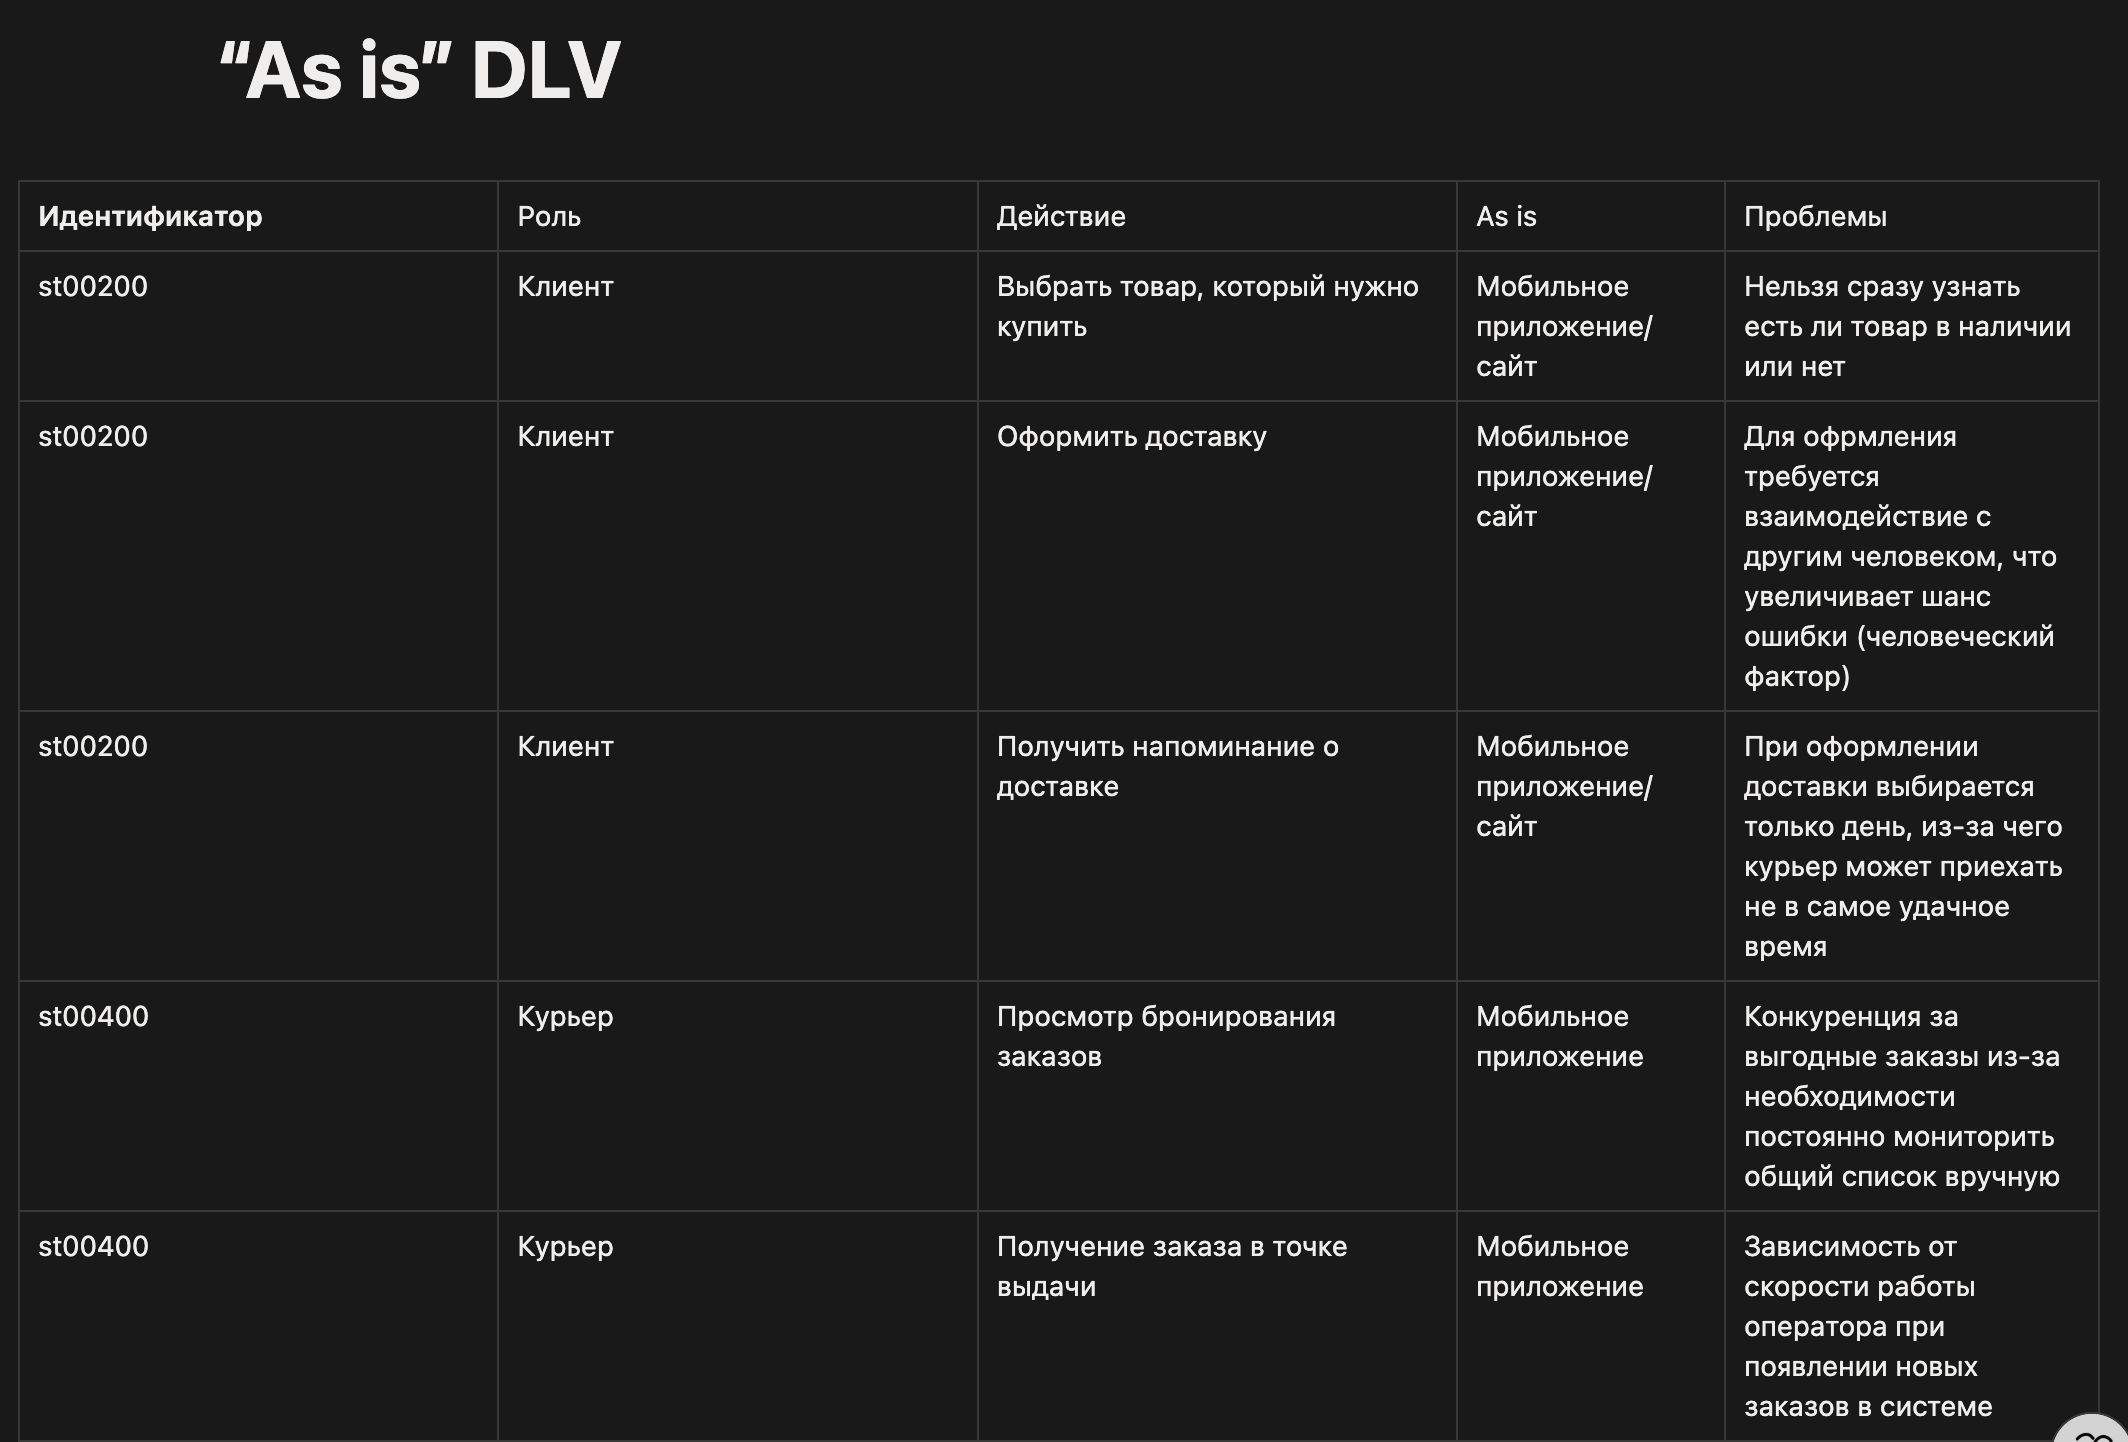 “As is” DLV
Идентификатор
Роль
Действие
As is
Проблемы
st00200
Клиент
Выбрать товар, который нужно
купить
Мобильное
приложение/
сайт
Нельзя сразу узнать
есть ли товар в наличии
или нет
st00200
Клиент
Оформить доставку
Мобильное
приложение/
сайт
Для офрмления
требуется
взаимодействие с
другим человеком, что
увеличивает шанс
ошибки (человеческий
фактор)
st00200
Клиент
Получить напоминание о
доставке
Мобильное
приложение/
сайт
При оформлении
доставки выбирается
только день, из-за чего
курьер может приехать
не в самое удачное
время
st00400
Курьер
Просмотр бронирования
заказов
Мобильное
приложение
Конкуренция за
выгодные заказы из-за
необходимости
постоянно мониторить
общий список вручную
st00400
Курьер
Получение заказа в точке
выдачи
Мобильное
приложение
Зависимость от
скорости работы
оператора при
появлении новых
заказов в системе